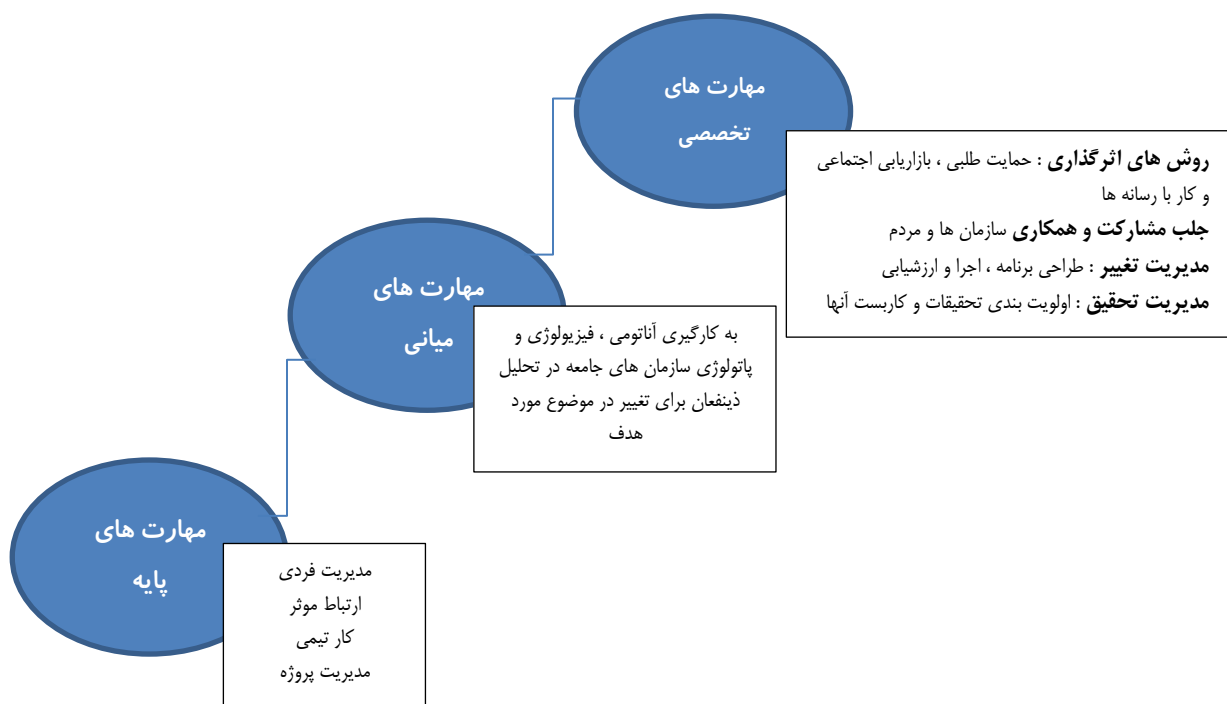 مهارت های
تخصصی
روش های اثرگذاری : حمایت طلبی ، بازاریابی اجتماعی
و کار با رسانه ها
جلب مشارکت و همکاری سازمان ها و مردم
مدیریت تغییر : طراحی برنامه ، اجرا و ارزشیابی
مدیریت تحقیق : اولویت بندی تحقیقات و کاربست آنها
مهارت های
میانی
به کارگیری آناتومی ، فیزیولوژی و
پاتولوژی سازمان های جامعه در تحلیل
ذینفعان برای تغییر در موضوع مورد
هدف
مهارت های
پایه
مدیریت فردی
ارتباط موثر
کار تیمی
مدیریت پروژه